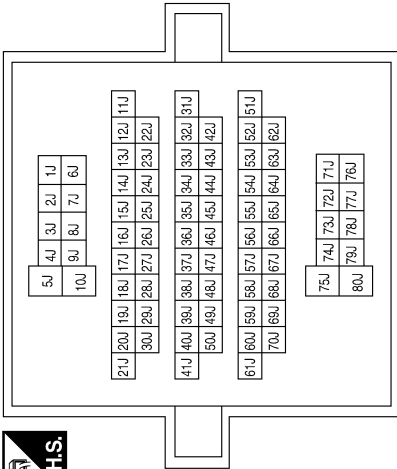 5J 4J 3J 2J 1J
10J 9J 8J 7J 6J
21J 20J 19J 18J 17J 16J 15J 14J 13J 12J 11J
30J 29J 28J 27J 26J 25J 24J 23J 22J
41J 40J 39J 38J 37J 36J 35J 34J 33J 32J 31J
50J 49J 48J 47J 46J 45J 44J 43J 42J
61J 60J 59J 58J 57J 56J 55J 54J 53J 52J 51J
70J 69J 68J 67J 66J 65J 64J 63J 62J
75J 74J 73J 72J 71J
80J 79J 78J 77J 76J
H.S.